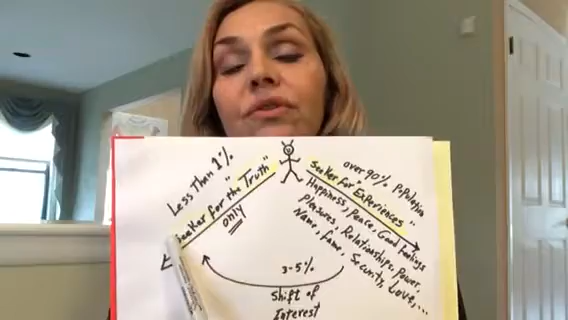 Less Than 1%
Seeker for the "Truth"
only
over 90% Population
Seeker for "Experiences"
Happiness, Peace, Good feelings
Pleasures, Relationships, Power,
Name, Fame, Security, Love, ...
3-5%
Shift of
Interest